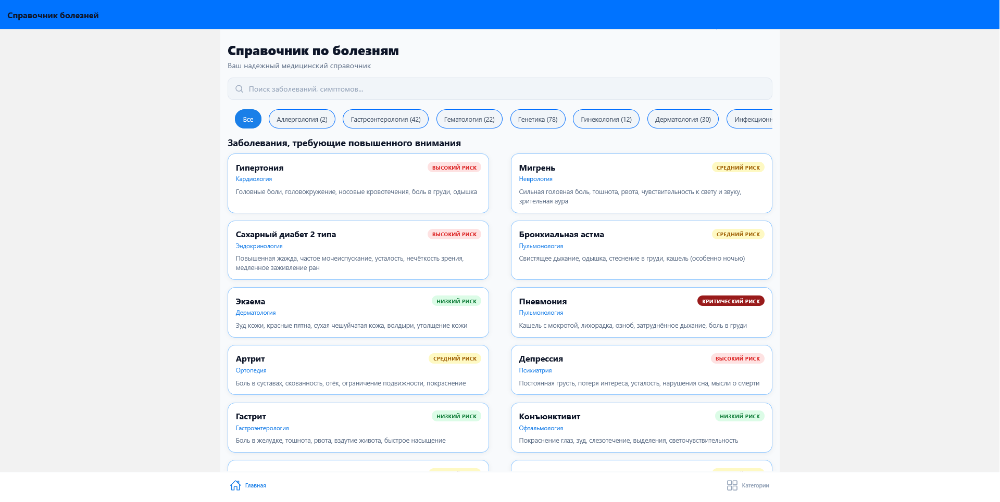 Справочник болезней
Справочник по болезням
Ваш надежный медицинский справочник
Поиск заболеваний, симптомов...
Все
Аллергология (2)
Гастроэнтерология (42)
Гематология (22)
Генетика (78)
Гинекология (12)
Дерматология (30)
Инфекционн
Заболевания, требующие повышенного внимания
Гипертония
ВЫСОКИЙ РИСК
Кардиология
Головные боли, головокружение, носовые кровотечения, боль в груди, одышка
Мигрень
СРЕДНИЙ РИСК
Неврология
Сильная головная боль, тошнота, рвота, чувствительность к свету и звуку,
зрительная аура
Сахарный диабет 2 типа
ВЫСОКИЙ РИСК
Эндокринология
Повышенная жажда, частое мочеиспускание, усталость, нечёткость зрения,
медленное заживление ран
Бронхиальная астма
СРЕДНИЙ РИСК
Пульмонология
Свистящее дыхание, одышка, стеснение в груди, кашель (особенно ночью)
Экзема
НИЗКИЙ РИСК
Дерматология
Зуд кожи, красные пятна, сухая чешуйчатая кожа, волдыри, утолщение кожи
Пневмония
КРИТИЧЕСКИЙ РИСК
Пульмонология
Кашель с мокротой, лихорадка, озноб, затруднённое дыхание, боль в груди
Артрит
СРЕДНИЙ РИСК
Ортопедия
Боль в суставах, скованность, отёк, ограничение подвижности, покраснение
Депрессия
ВЫСОКИЙ РИСК
Психиатрия
Постоянная грусть, потеря интереса, усталость, нарушения сна, мысли о смерти
Гастрит
НИЗКИЙ РИСК
Гастроэнтерология
Боль в желудке, тошнота, рвота, вздутие живота, быстрое насыщение
Конъюнктивит
НИЗКИЙ РИСК
Офтальмология
Покраснение глаз, зуд, слезотечение, выделения, светочувствительность
Главная
Категории